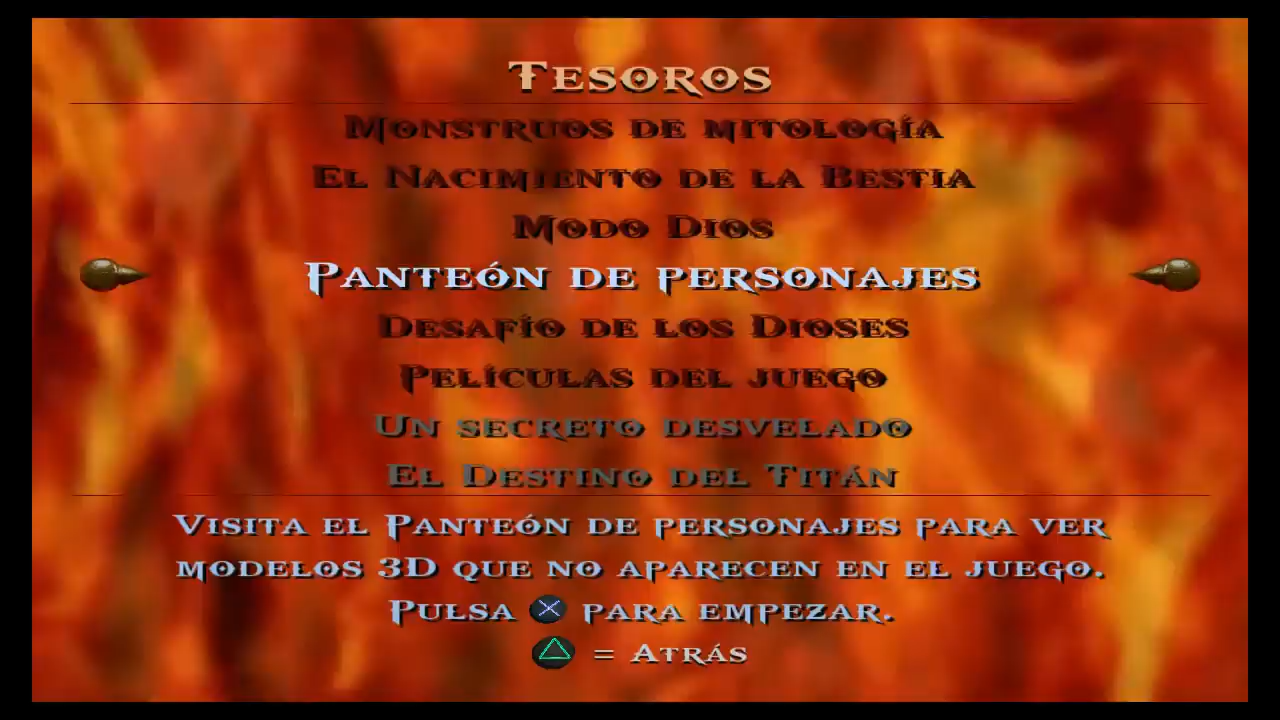 Tesoros
Monstruos de mitología
El Nacimiento de la Bestia
Modo Dios
Panteón de personajes
Desafío de los Dioses
Películas del juego
Un secreto desvelado
El Destino del Titán
Visita el Panteón de personajes para ver
modelos 3D que no aparecen en el juego.
Pulsa para empezar.
= Atrás